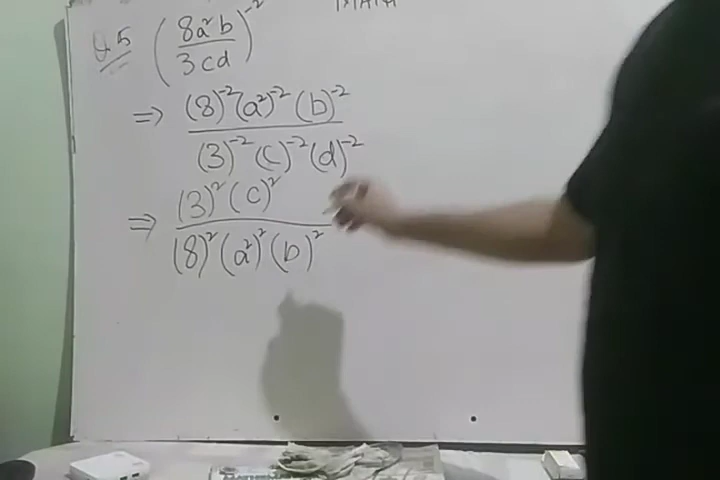 MATH
Q.5 (8a²b / 3cd)⁻²
⇒ (8)⁻²(a²)⁻² (b)⁻² / (3)⁻² (c)⁻² (d)⁻²
⇒ (3)² (c)² / (8)² (a²)² (b)²